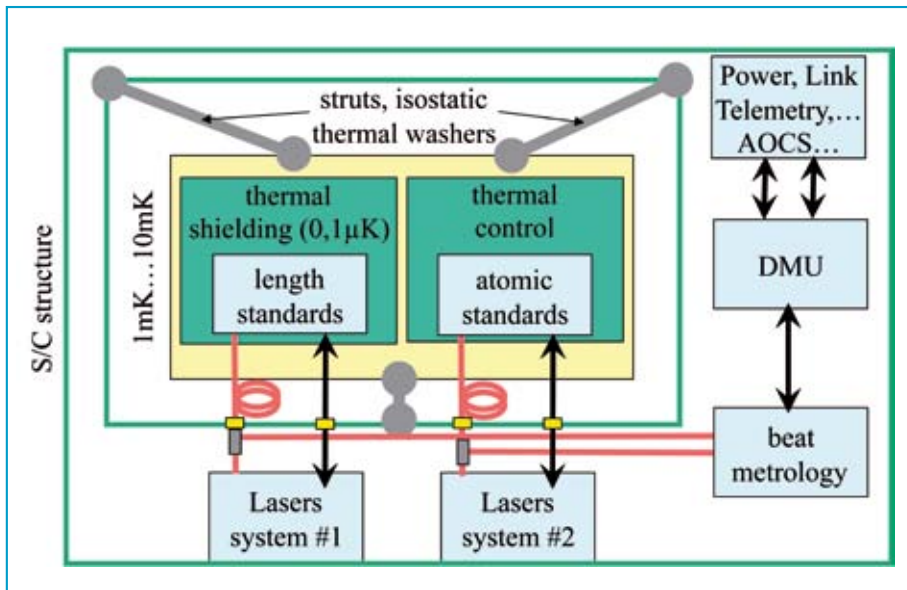 struts, isostatic
thermal washers
Power, Link
Telemetry,...
AOCS...
S/C structure
1mK...10mK
thermal
shielding (0,1µK)
length
standards
thermal
control
atomic
standards
DMU
beat
metrology
Lasers
system #1
Lasers
system #2